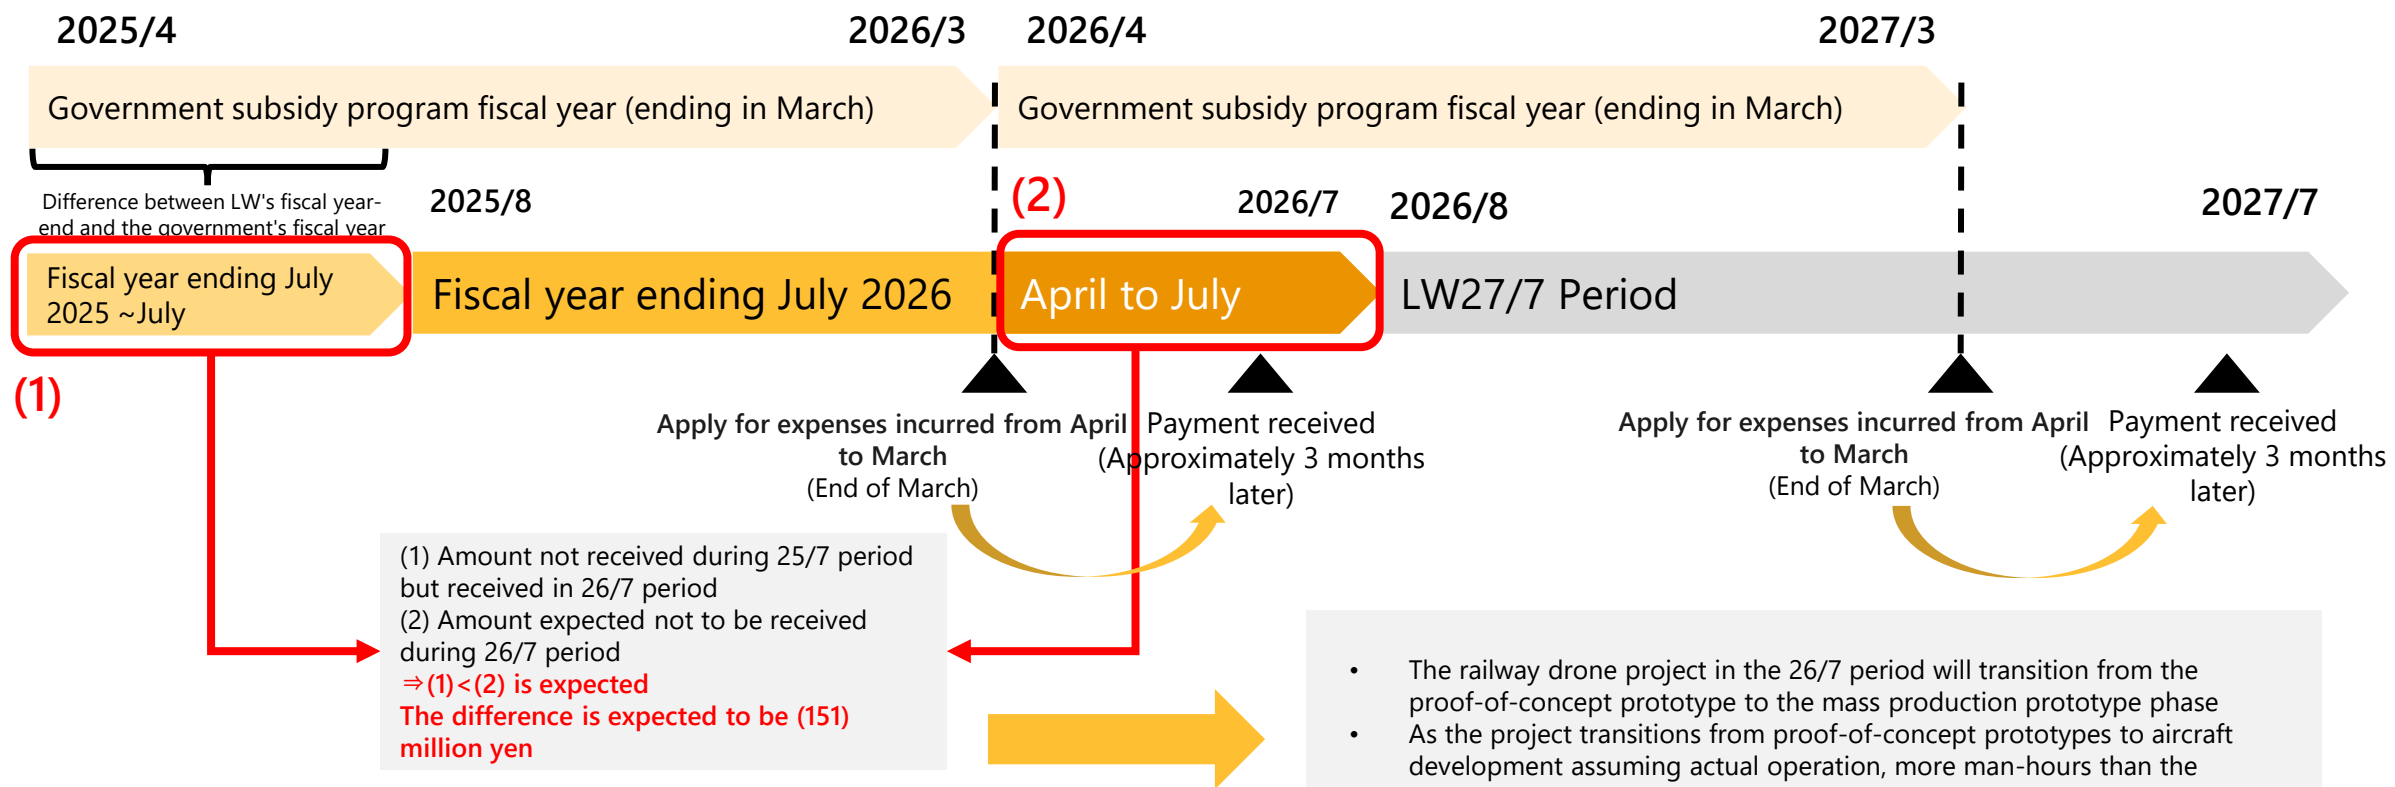 2025/4
2026/3
2026/4
2027/3
Government subsidy program fiscal year (ending in March)
Government subsidy program fiscal year (ending in March)
Difference between LW's fiscal year-
end and the government's fiscal year
2025/8
(2)
2026/7
2026/8
2027/7
Fiscal year ending July
2025 ~July
Fiscal year ending July 2026
April to July
LW27/7 Period
(1)
Apply for expenses incurred from April
to March
(End of March)
Payment received
(Approximately 3 months
later)
Apply for expenses incurred from April
to March
(End of March)
Payment received
(Approximately 3 months
later)
(1) Amount not received during 25/7 period
but received in 26/7 period
(2) Amount expected not to be received
during 26/7 period
⇒(1)<(2) is expected
The difference is expected to be (151)
million yen
• The railway drone project in the 26/7 period will transition from the
proof-of-concept prototype to the mass production prototype phase
• As the project transitions from proof-of-concept prototypes to aircraft
development assuming actual operation, more man-hours than the